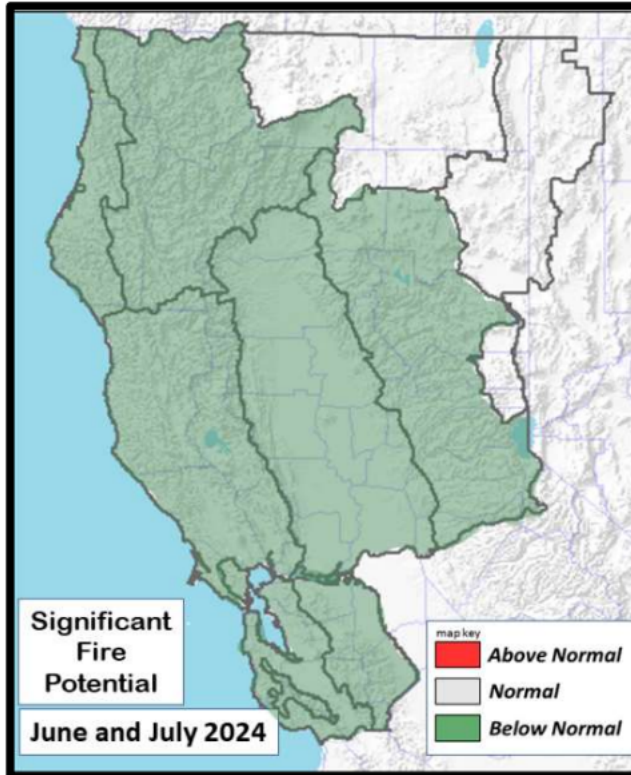 Significant
Fire
Potential
June and July 2024
map key
Above Normal
Normal
Below Normal